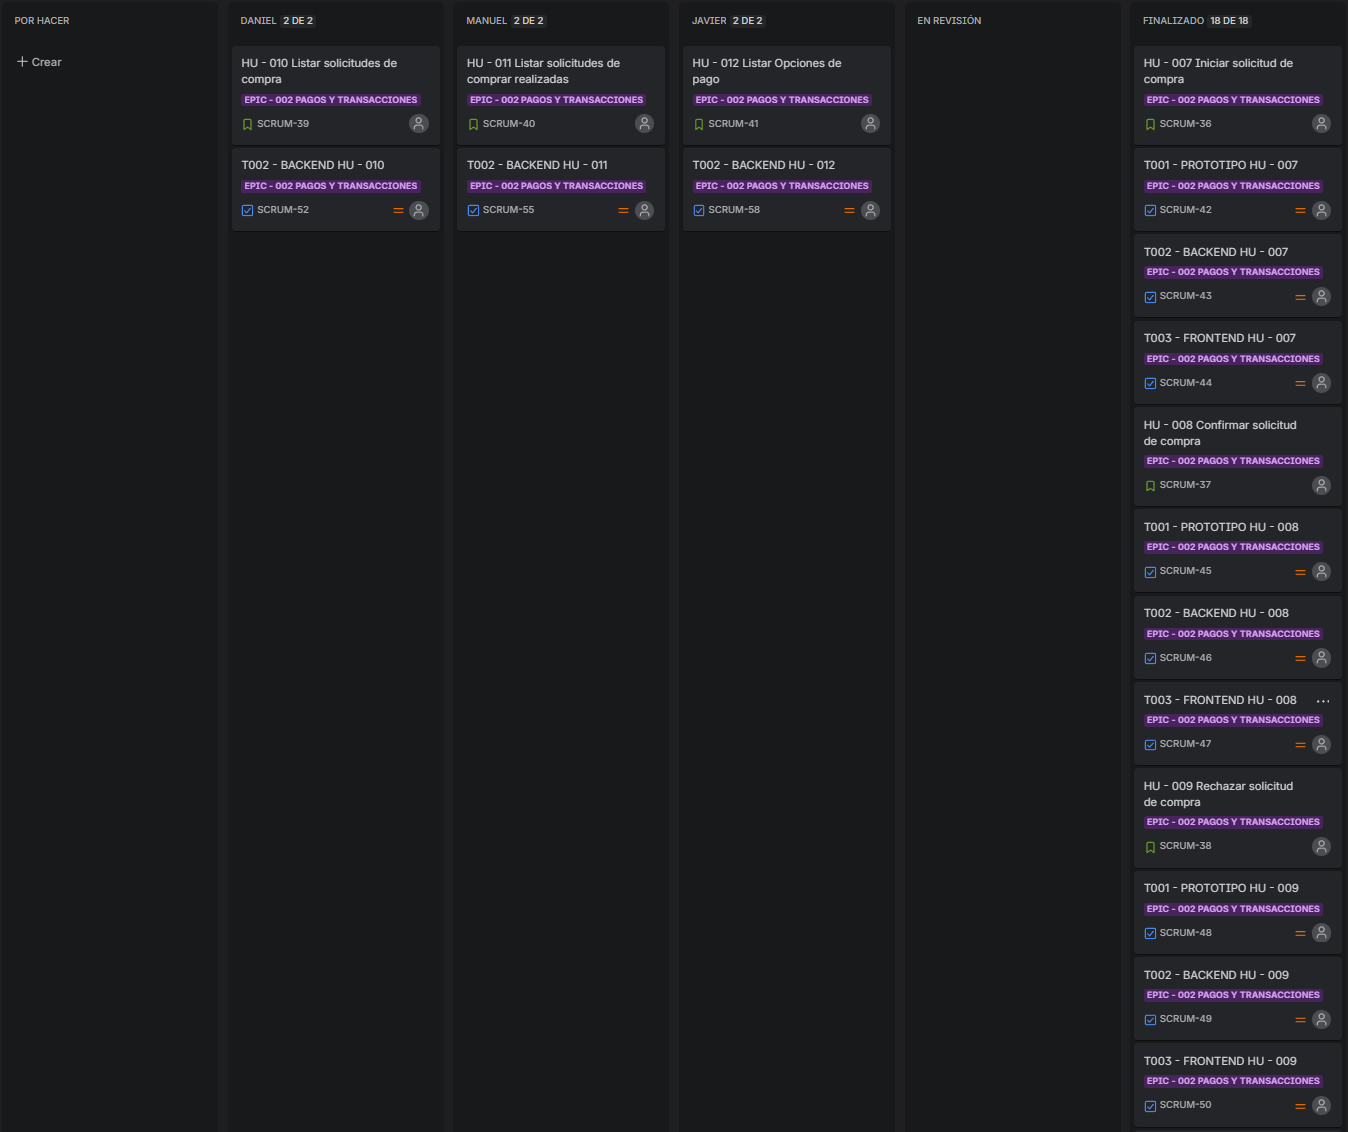 POR HACER
+ Crear
DANIEL 2 DE 2
HU - 010 Listar solicitudes de
compra
EPIC - 002 PAGOS Y TRANSACCIONES
SCRUM-39
T002 - BACKEND HU - 010
EPIC - 002 PAGOS Y TRANSACCIONES
SCRUM-52
MANUEL 2 DE 2
HU - 011 Listar solicitudes de
comprar realizadas
EPIC - 002 PAGOS Y TRANSACCIONES
SCRUM-40
T002 - BACKEND HU - 011
EPIC - 002 PAGOS Y TRANSACCIONES
SCRUM-55
JAVIER 2 DE 2
HU - 012 Listar Opciones de
pago
EPIC - 002 PAGOS Y TRANSACCIONES
SCRUM-41
T002 - BACKEND HU - 012
EPIC - 002 PAGOS Y TRANSACCIONES
SCRUM-58
EN REVISIÓN
FINALIZADO 18 DE 18
HU - 007 Iniciar solicitud de
compra
EPIC - 002 PAGOS Y TRANSACCIONES
SCRUM-36
T001 - PROTOTIPO HU - 007
EPIC - 002 PAGOS Y TRANSACCIONES
SCRUM-42
T002 - BACKEND HU - 007
EPIC - 002 PAGOS Y TRANSACCIONES
SCRUM-43
T003 - FRONTEND HU - 007
EPIC - 002 PAGOS Y TRANSACCIONES
SCRUM-44
HU - 008 Confirmar solicitud
de compra
EPIC - 002 PAGOS Y TRANSACCIONES
SCRUM-37
T001 - PROTOTIPO HU - 008
EPIC - 002 PAGOS Y TRANSACCIONES
SCRUM-45
T002 - BACKEND HU - 008
EPIC - 002 PAGOS Y TRANSACCIONES
SCRUM-46
T003 - FRONTEND HU - 008
EPIC - 002 PAGOS Y TRANSACCIONES
SCRUM-47
HU - 009 Rechazar solicitud
de compra
EPIC - 002 PAGOS Y TRANSACCIONES
SCRUM-38
T001 - PROTOTIPO HU - 009
EPIC - 002 PAGOS Y TRANSACCIONES
SCRUM-48
T002 - BACKEND HU - 009
EPIC - 002 PAGOS Y TRANSACCIONES
SCRUM-49
T003 - FRONTEND HU - 009
EPIC - 002 PAGOS Y TRANSACCIONES
SCRUM-50